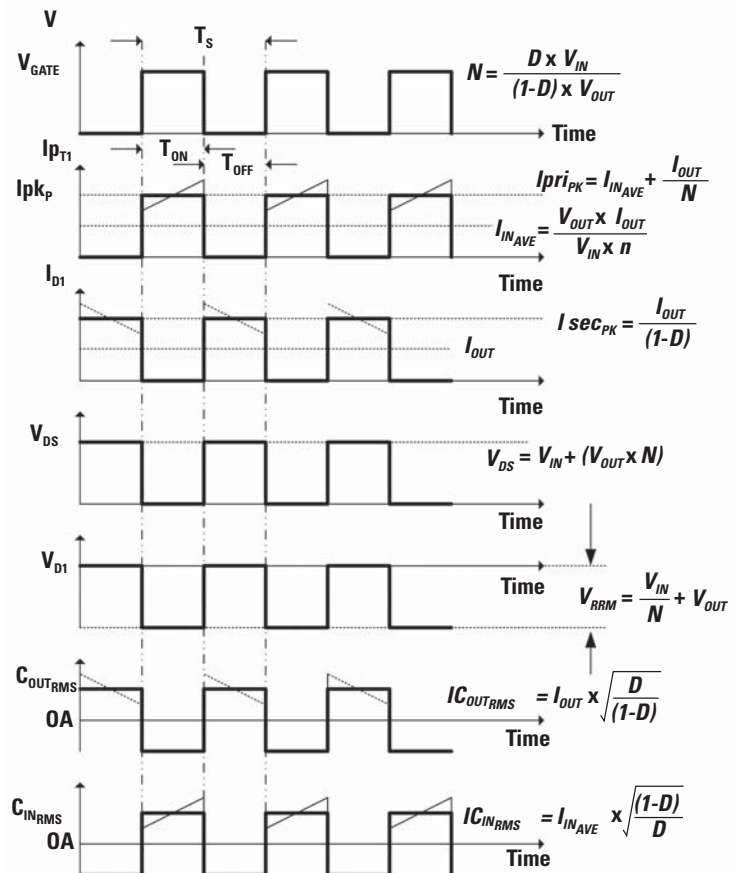 V
T_S
V_GATE
N = D x V_IN / (1-D) x V_OUT
Time
Ip_T1
T_ON
T_OFF
Ipk_P
Ipri_PK = I_IN_AVE + I_OUT / N
I_IN_AVE = V_OUT x I_OUT / V_IN x n
Time
I_D1
I sec_PK = I_OUT / (1-D)
I_OUT
Time
V_DS
V_DS = V_IN + (V_OUT x N)
Time
V_D1
Time
V_RRM = V_IN / N + V_OUT
C_OUT_RMS
IC_OUT_RMS = I_OUT x √(D / (1-D))
0A
Time
C_IN_RMS
IC_IN_RMS = I_IN_AVE x √((1-D) / D)
0A
Time